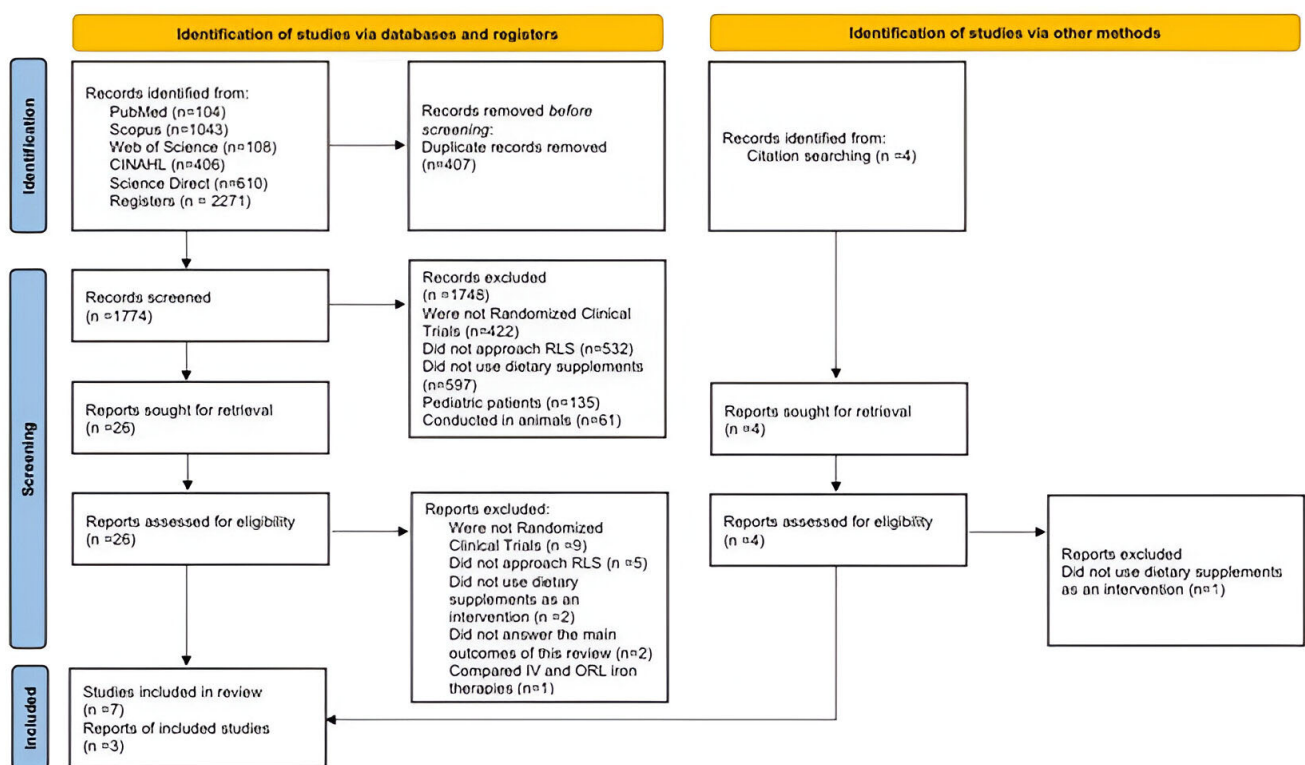 Identification of studies via databases and registers
Identification of studies via other methods
Identification
Records identified from:
PubMed (n=104)
Scopus (n=1043)
Web of Science (n=108)
CINAHL (n=406)
Science Direct (n=610)
Registers (n = 2271)
Records removed before
screening:
Duplicate records removed
(n=407)
Records identified from:
Citation searching (n =4)
Screening
Records screened
(n =1774)
Records excluded
(n =1748)
Were not Randomized Clinical
Trials (n=422)
Did not approach RLS (n=532)
Did not use dietary supplements
(n=597)
Pediatric patients (n=135)
Conducted in animals (n=61)
Reports sought for retrieval
(n =26)
Reports sought for retrieval
(n =4)
Reports assessed for eligibility
(n =26)
Reports excluded:
Were not Randomized
Clinical Trials (n =9)
Did not approach RLS (n =5)
Did not use dietary
supplements as an
intervention (n =2)
Did not answer the main
outcomes of this review (n=2)
Compared IV and ORL iron
therapies (n=1)
Reports assessed for eligibility
(n =4)
Reports excluded
Did not use dietary supplements
as an intervention (n=1)
Included
Studies included in review
(n =7)
Reports of included studies
(n =3)